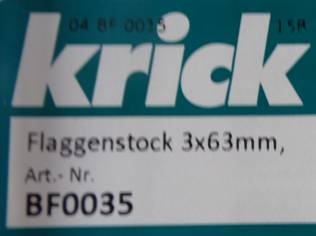 04 BF 0035 15R
krick
Flaggenstock 3x63mm,
Art.- Nr.
BF0035